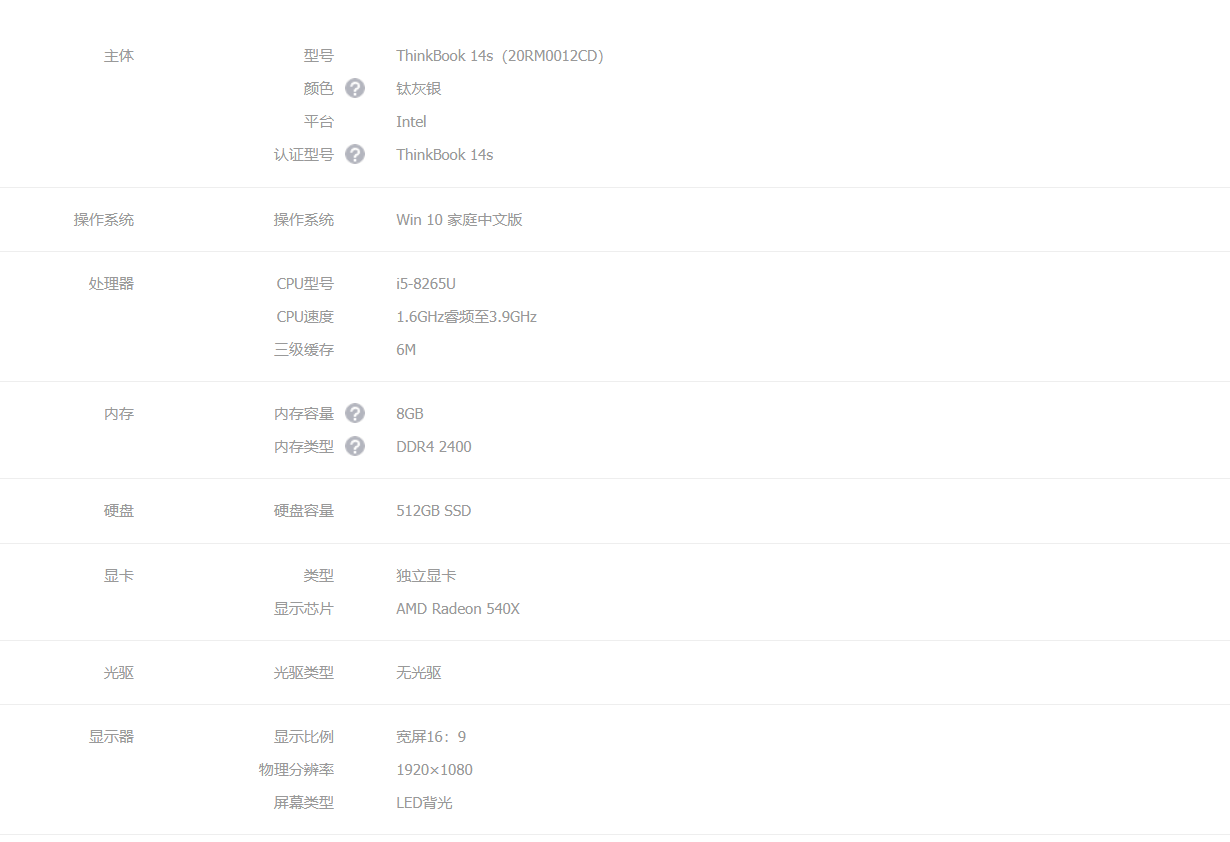 主体 型号 ThinkBook 14s（20RM0012CD）
颜色 ? 钛灰银
平台 Intel
认证型号 ? ThinkBook 14s
操作系统 操作系统 Win 10 家庭中文版
处理器 CPU型号 i5-8265U
CPU速度 1.6GHz睿频至3.9GHz
三级缓存 6M
内存 内存容量 ? 8GB
内存类型 ? DDR4 2400
硬盘 硬盘容量 512GB SSD
显卡 类型 独立显卡
显示芯片 AMD Radeon 540X
光驱 光驱类型 无光驱
显示器 显示比例 宽屏16：9
物理分辨率 1920×1080
屏幕类型 LED背光